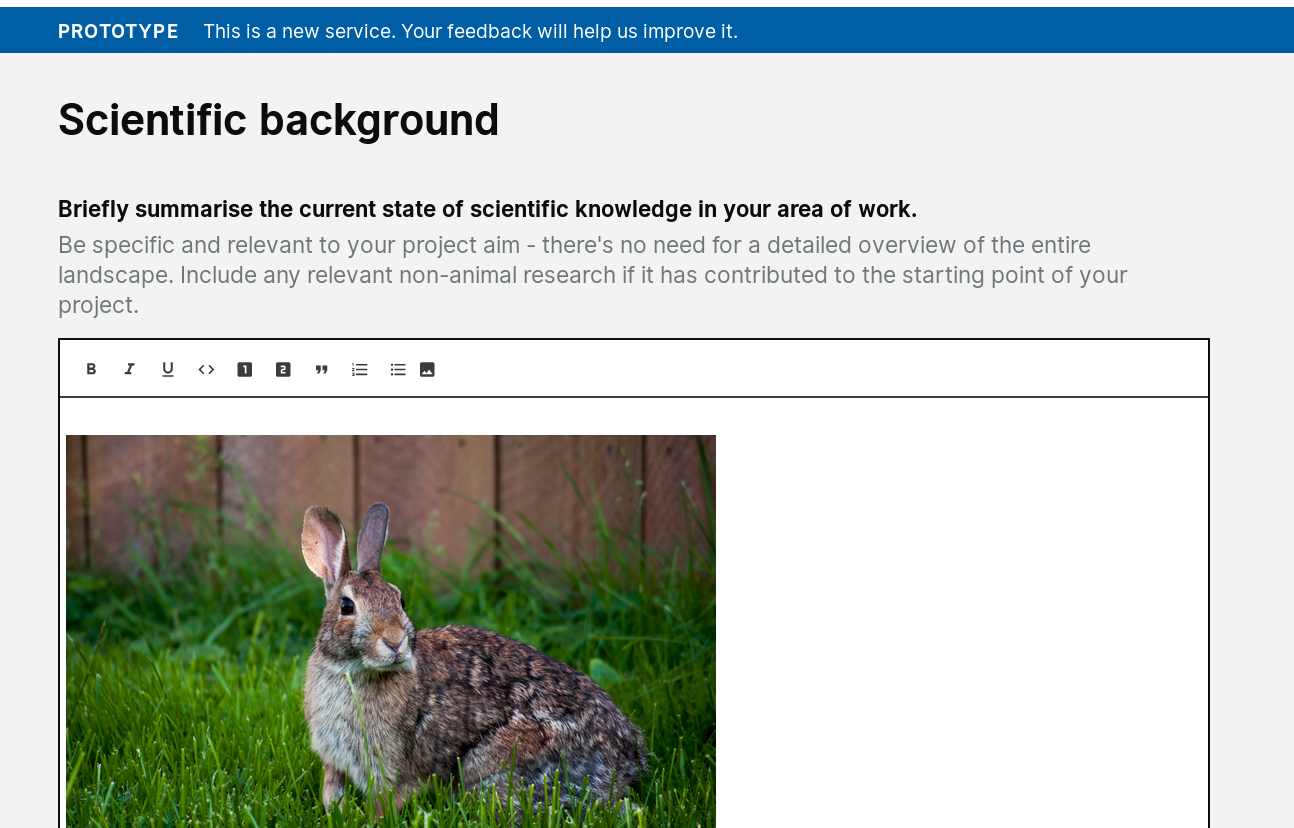 PROTOTYPE This is a new service. Your feedback will help us improve it.
Scientific background
Briefly summarise the current state of scientific knowledge in your area of work.
Be specific and relevant to your project aim - there's no need for a detailed overview of the entire
landscape. Include any relevant non-animal research if it has contributed to the starting point of your
project.